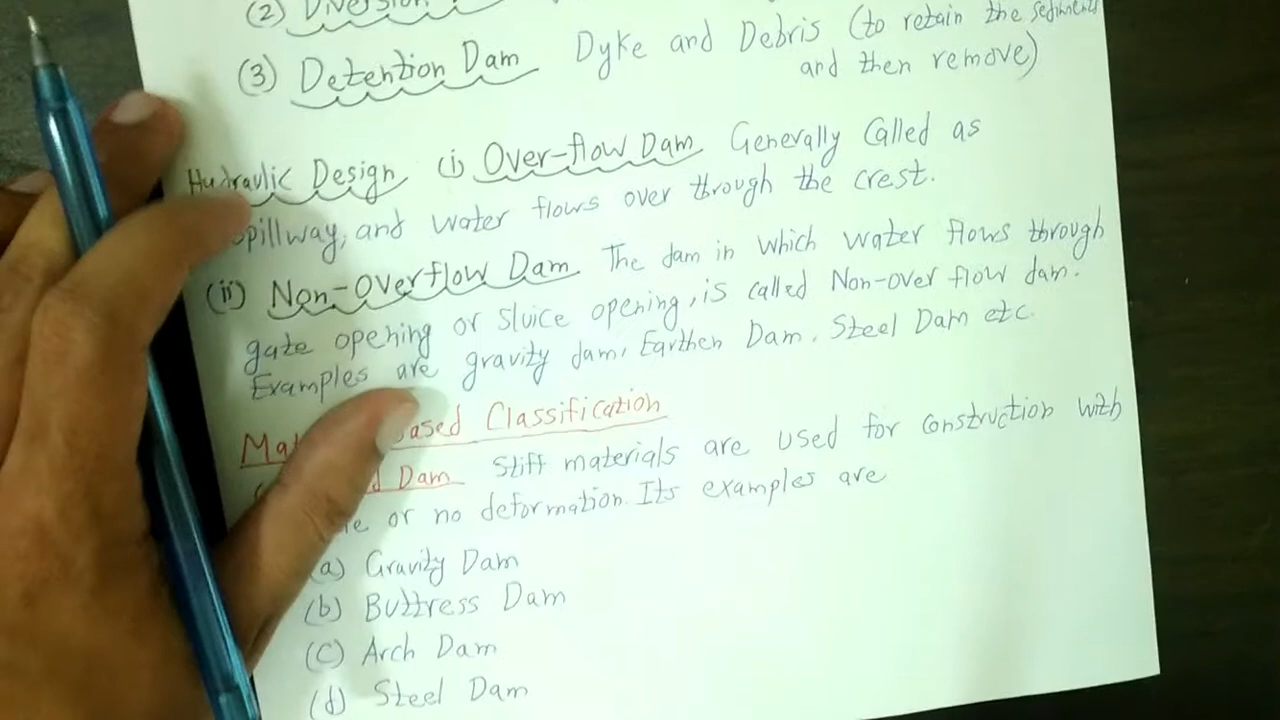 (2) Diversion
(3) Detention Dam Dyke and Debris (to retain the sediments
and then remove)
Hydraulic Design (i) Over-flow Dam Generally Called as
spillway, and water flows over through the crest.
(ii) Non-Overflow Dam The dam in which water flows through
gate opening or Sluice opening, is called Non-over flow dam.
Examples are gravity dam, Earthen Dam, Steel Dam etc.
Based Classification
Dam Stiff materials are used for construction with
or no deformation. Its examples are
(a) Gravity Dam
(b) Buttress Dam
(c) Arch Dam
(d) Steel Dam